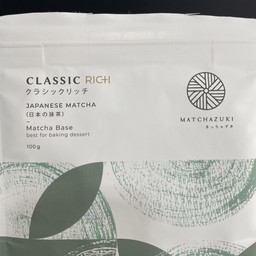 CLASSIC RICH
クラシックリッチ
JAPANESE MATCHA
(日本の抹茶)
–
Matcha Base
best for baking dessert
100g
MATCHAZUKI
まっちゃずき